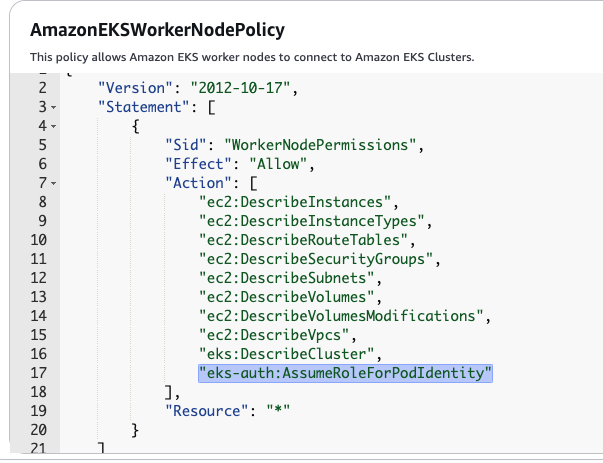 AmazonEKSWorkerNodePolicy
This policy allows Amazon EKS worker nodes to connect to Amazon EKS Clusters.
{
2 "Version": "2012-10-17",
3 "Statement": [
4 {
5 "Sid": "WorkerNodePermissions",
6 "Effect": "Allow",
7 "Action": [
8 "ec2:DescribeInstances",
9 "ec2:DescribeInstanceTypes",
10 "ec2:DescribeRouteTables",
11 "ec2:DescribeSecurityGroups",
12 "ec2:DescribeSubnets",
13 "ec2:DescribeVolumes",
14 "ec2:DescribeVolumesModifications",
15 "ec2:DescribeVpcs",
16 "eks:DescribeCluster",
17 "eks-auth:AssumeRoleForPodIdentity"
18 ],
19 "Resource": "*"
20 }
21 ]